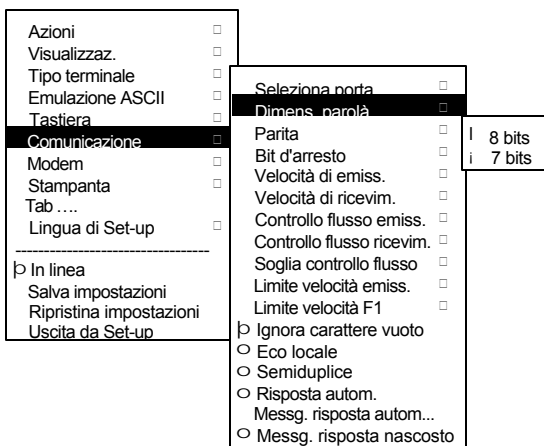 Azioni
Visualizzaz.
Tipo terminale
Emulazione ASCII
Tastiera
Comunicazione
Modem
Stampanta
Tab ....
Lingua di Set-up
----------------------------------
þ In linea
Salva impostazioni
Ripristina impostazioni
Uscita da Set-up
Seleziona porta
Dimens. parolà
Parita
Bit d'arresto
Velocità di emiss.
Velocità di ricevim.
Controllo flusso emiss.
Controllo flusso ricevim.
Soglia controllo flusso
Limite velocità emiss.
Limite velocità F1
þ Ignora carattere vuoto
O Eco locale
O Semiduplice
O Risposta autom.
Messg. risposta autom...
O Messg. risposta nascosto
l 8 bits
i 7 bits